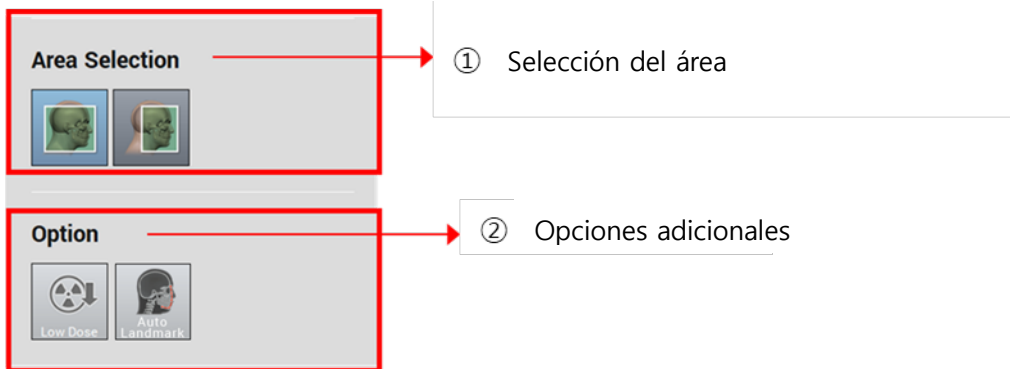 Area Selection
① Selección del área
Option
② Opciones adicionales
Low Dose
Auto
Landmark